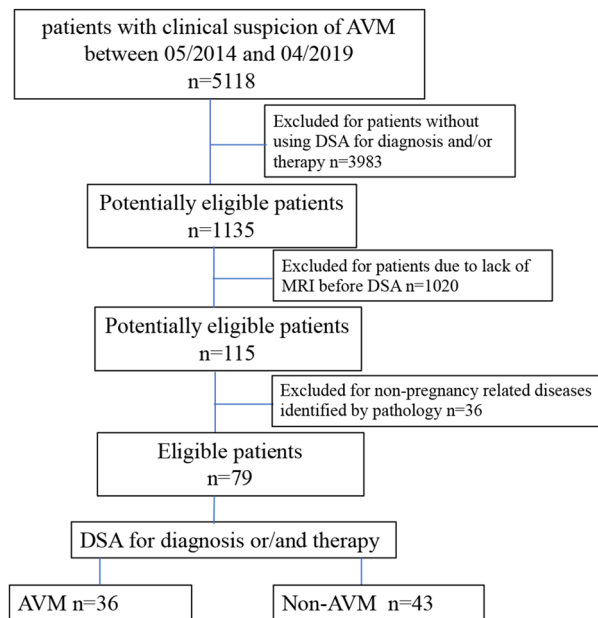 patients with clinical suspicion of AVM
between 05/2014 and 04/2019
n=5118
Excluded for patients without
using DSA for diagnosis and/or
therapy n=3983
Potentially eligible patients
n=1135
Excluded for patients due to lack of
MRI before DSA n=1020
Potentially eligible patients
n=115
Excluded for non-pregnancy related diseases
identified by pathology n=36
Eligible patients
n=79
DSA for diagnosis or/and therapy
AVM n=36
Non-AVM n=43